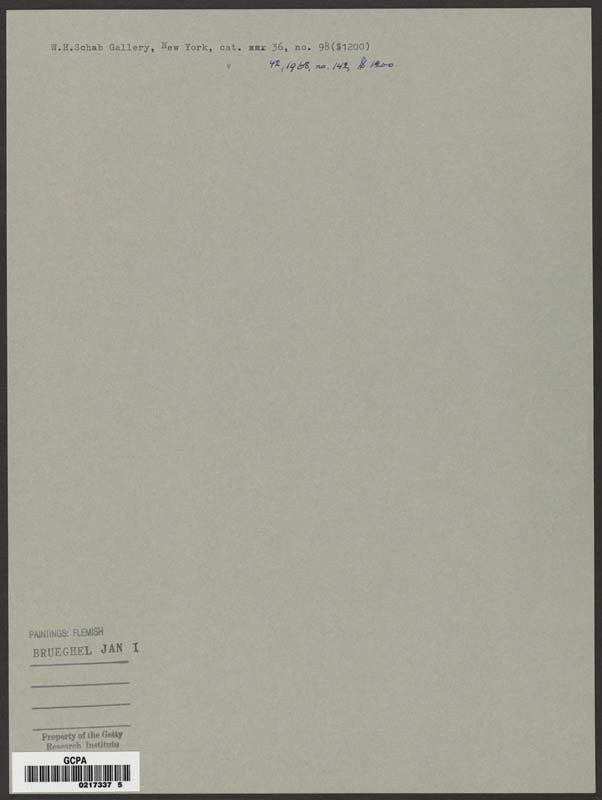 W.H.Schab Gallery, New York, cat. xxx 36, no. 98($1200)
" 42, 1968, no. 142, $ 1200.
PAINTINGS: FLEMISH
BRUEGHEL JAN I
Property of the Getty
Research Institute
GCPA
0217337 5